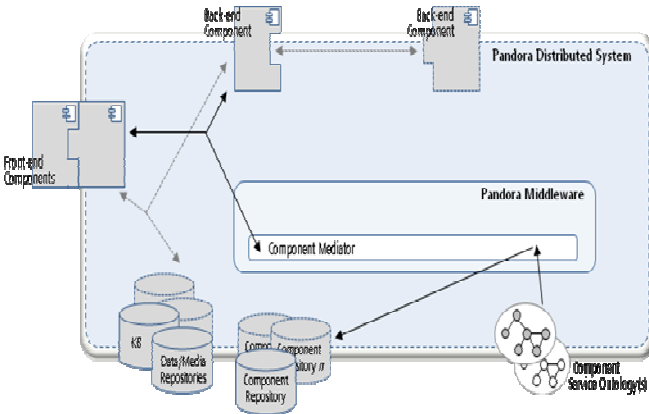 Back-end
Component
Back-end
Component
Pandora Distributed System
Front-end
Components
Pandora Middleware
Component Mediator
KB
Data/Media
Repositories
Component
Component
Repository
Component
Service Ontology(s)